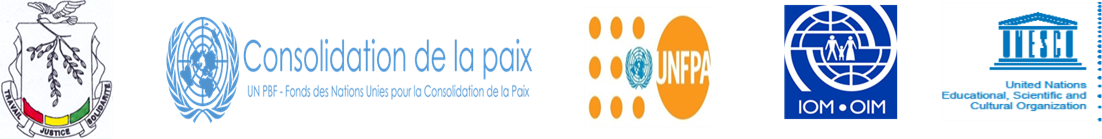 TRAVAIL JUSTICE SOLIDARITÉ
Consolidation de la paix
UN PBF - Fonds des Nations Unies pour la Consolidation de la Paix
UNFPA
IOM • OIM
UNESCO
United Nations
Educational, Scientific and
Cultural Organization